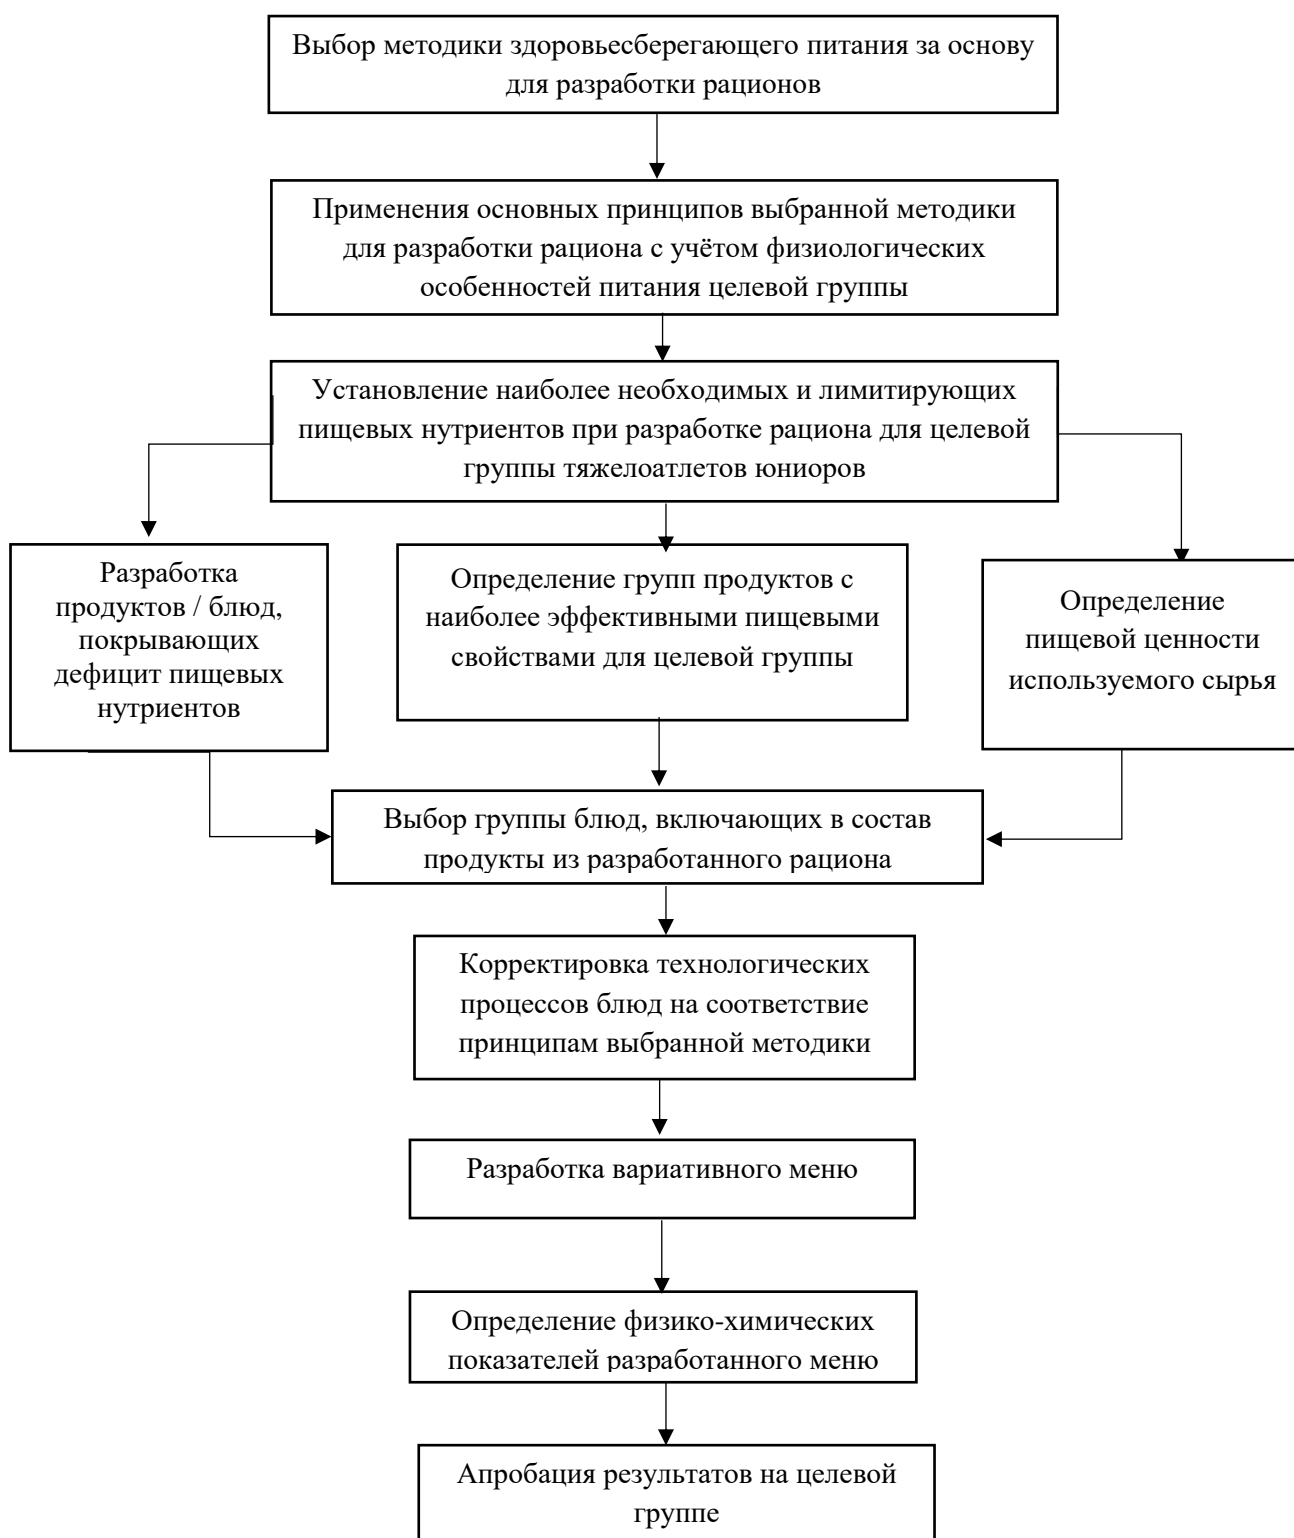 Выбор методики здоровьесберегающего питания за основу
для разработки рационов
Применения основных принципов выбранной методики
для разработки рациона с учётом физиологических
особенностей питания целевой группы
Установление наиболее необходимых и лимитирующих
пищевых нутриентов при разработке рациона для целевой
группы тяжелоатлетов юниоров
Разработка
продуктов / блюд,
покрывающих
дефицит пищевых
нутриентов
Определение групп продуктов с
наиболее эффективными пищевыми
свойствами для целевой группы
Определение
пищевой ценности
используемого сырья
Выбор группы блюд, включающих в состав
продукты из разработанного рациона
Корректировка технологических
процессов блюд на соответствие
принципам выбранной методики
Разработка вариативного меню
Определение физико-химических
показателей разработанного меню
Апробация результатов на целевой
группе